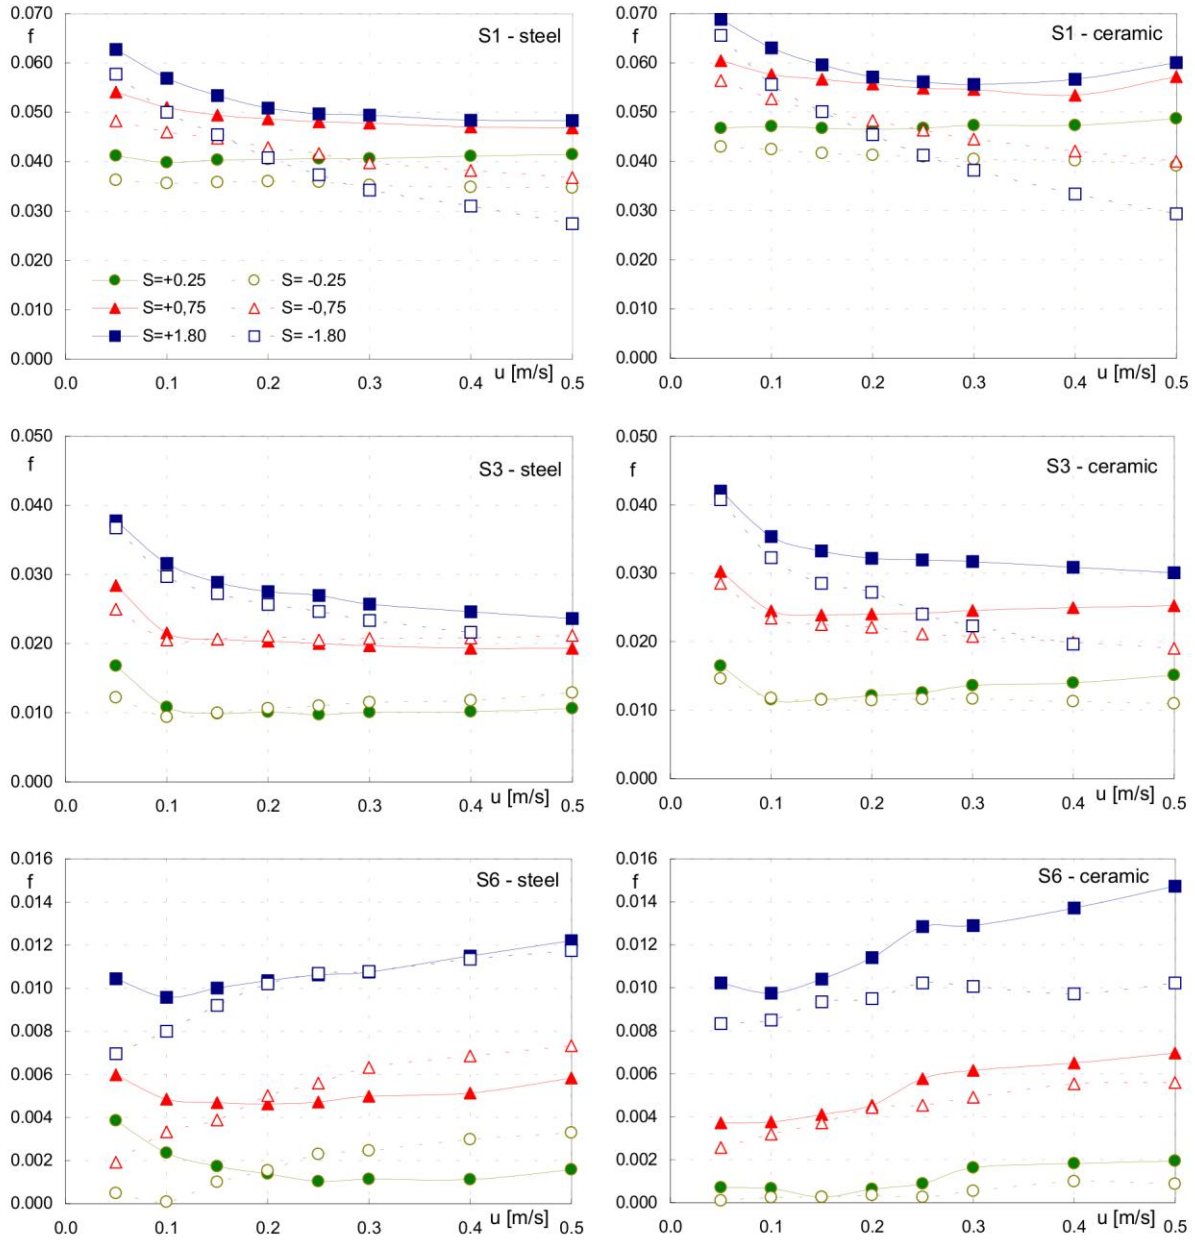 0.070
f
S1 - steel
0.060
0.050
0.040
0.030
0.020
S=+0.25 S= -0.25
0.010
S=+0,75 S= -0,75
S=+1.80 S= -1.80
0.000
0.0 0.1 0.2 0.3 0.4 0.5
u [m/s]
0.070
f
S1 - ceramic
0.060
0.050
0.040
0.030
0.020
0.010
0.000
0.0 0.1 0.2 0.3 0.4 0.5
u [m/s]
0.050
f
S3 - steel
0.040
0.030
0.020
0.010
0.000
0.0 0.1 0.2 0.3 0.4 0.5
u [m/s]
0.050
f
S3 - ceramic
0.040
0.030
0.020
0.010
0.000
0.0 0.1 0.2 0.3 0.4 0.5
u [m/s]
0.016
f
S6 - steel
0.014
0.012
0.010
0.008
0.006
0.004
0.002
0.000
0.0 0.1 0.2 0.3 0.4 0.5
u [m/s]
0.016
f
S6 - ceramic
0.014
0.012
0.010
0.008
0.006
0.004
0.002
0.000
0.0 0.1 0.2 0.3 0.4 0.5
u [m/s]